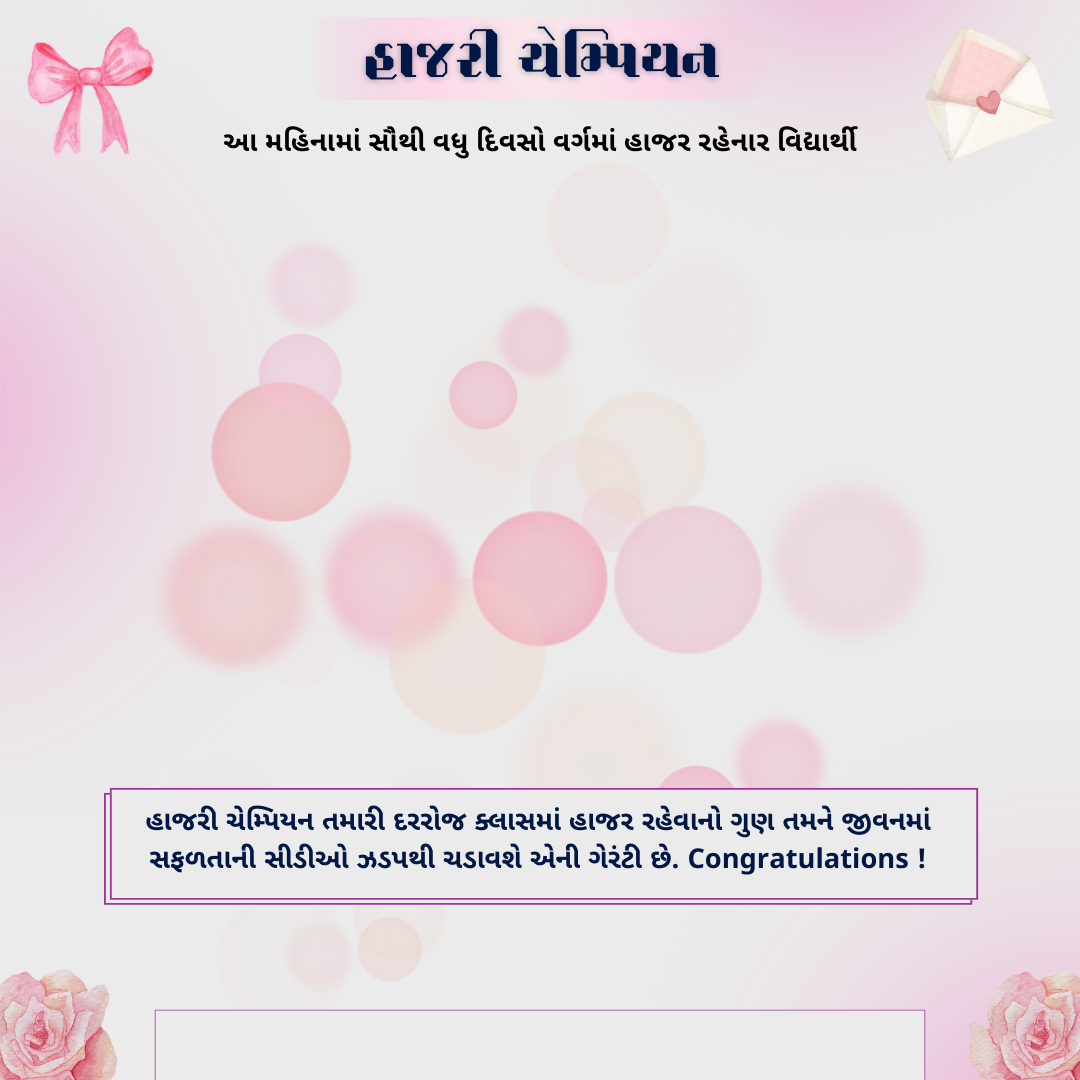 હાજરી ચેમ્પિયન
આ મહિનામાં સૌથી વધુ દિવસો વર્ગમાં હાજર રહેનાર વિદ્યાર્થી
હાજરી ચેમ્પિયન તમારી દરરોજ ક્લાસમાં હાજર રહેવાનો ગુણ તમને જીવનમાં
સફળતાની સીડીઓ ઝડપથી ચડાવશે એની ગેરંટી છે. Congratulations !